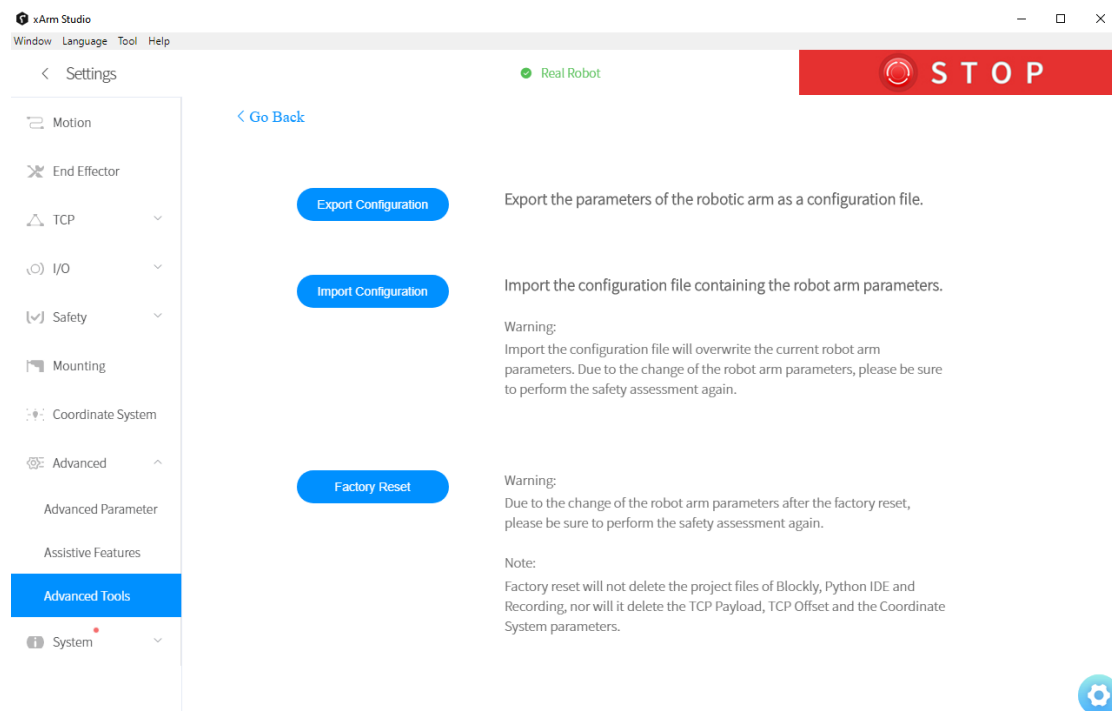 xArm Studio
Window Language Tool Help
Settings
Real Robot
STOP
Motion
End Effector
TCP
I/O
Safety
Mounting
Coordinate System
Advanced
Advanced Parameter
Assistive Features
Advanced Tools
System
Go Back
Export Configuration
Export the parameters of the robotic arm as a configuration file.
Import Configuration
Import the configuration file containing the robot arm parameters.
Warning:
Import the configuration file will overwrite the current robot arm
parameters. Due to the change of the robot arm parameters, please be sure
to perform the safety assessment again.
Factory Reset
Warning:
Due to the change of the robot arm parameters after the factory reset,
please be sure to perform the safety assessment again.
Note:
Factory reset will not delete the project files of Blockly, Python IDE and
Recording, nor will it delete the TCP Payload, TCP Offset and the Coordinate
System parameters.